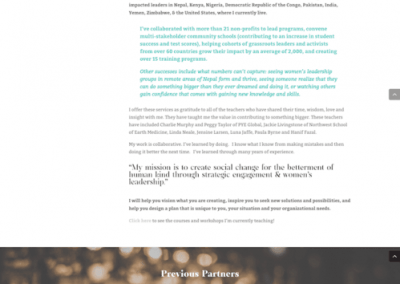 imported leaders in Nepal, Kenya, Nigeria, Democratic Republic of the Congo, Pakistan, India,
Yemen, Zimbabwe, & the United States, where I currently live.
I've collaborated with more than 21 non-profits to lead programs, convene
multi-stakeholder community schools (contributing to an increase in student
success and test scores), helping cohorts of grassroots leaders and activists
from over 40 countries grow their impact by an average of 2,000, and creating
over 15 training programs.
Other successes include what numbers can't capture: seeing women's leadership
groups in remote areas of Nepal form and thrive, seeing someone realize that they
can do something bigger than they ever dreamed and doing it, or watching others
gain confidence that comes with gaining new knowledge and skills.
I offer these services as gratitude to all of the teachers who have shared their time, wisdom, love and
insight with me. They have taught me the value in contributing to something bigger. These teachers
have included Charlie Murphy and Peggy Taylor of PYE Global, Jackie Livingstone of Northwest School
of Earth Medicine, Linda Neale, Jessine Larsen, Luna Jaffe, Paula Byrne and Hanif Fazal.
My work is collaborative. I've learned by doing. I know what I know from making mistakes and then
doing it better the next time. I've learned through many years of experience.
"My mission is to create social change for the betterment of
human kind through strategic engagement & women's
leadership."
I will help you vision what you are creating, inspire you to seek new solutions and possibilities, and
help you design a plan that is unique to you, your situation and your organizational needs.
Click here to see the courses and workshops I'm currently teaching!
Previous Partners